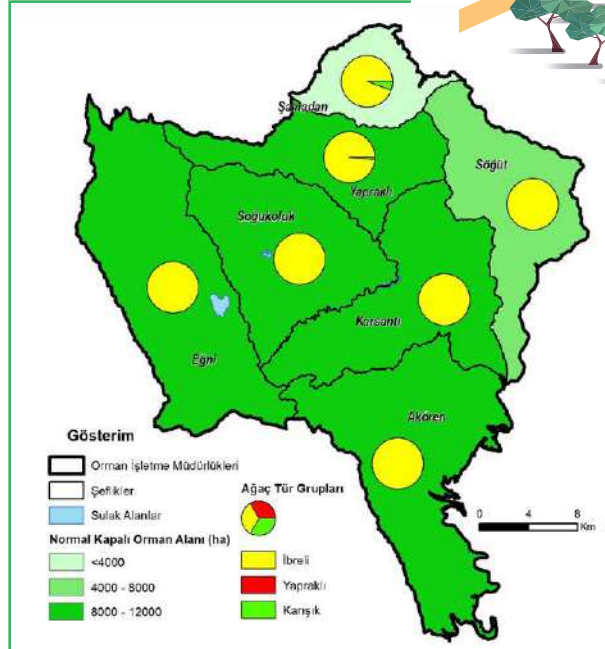 Şamadan
Söğüt
Yapraklı
Soğukoluk
Karsantı
Eğni
Akören
Gösterim
Orman İşletme Müdürlükleri
Şeflikler
Sulak Alanlar
Normal Kapalı Orman Alanı (ha)
<4000
4000 - 8000
8000 - 12000
Ağaç Tür Grupları
İbreli
Yapraklı
Karışık
0 4 8
Km